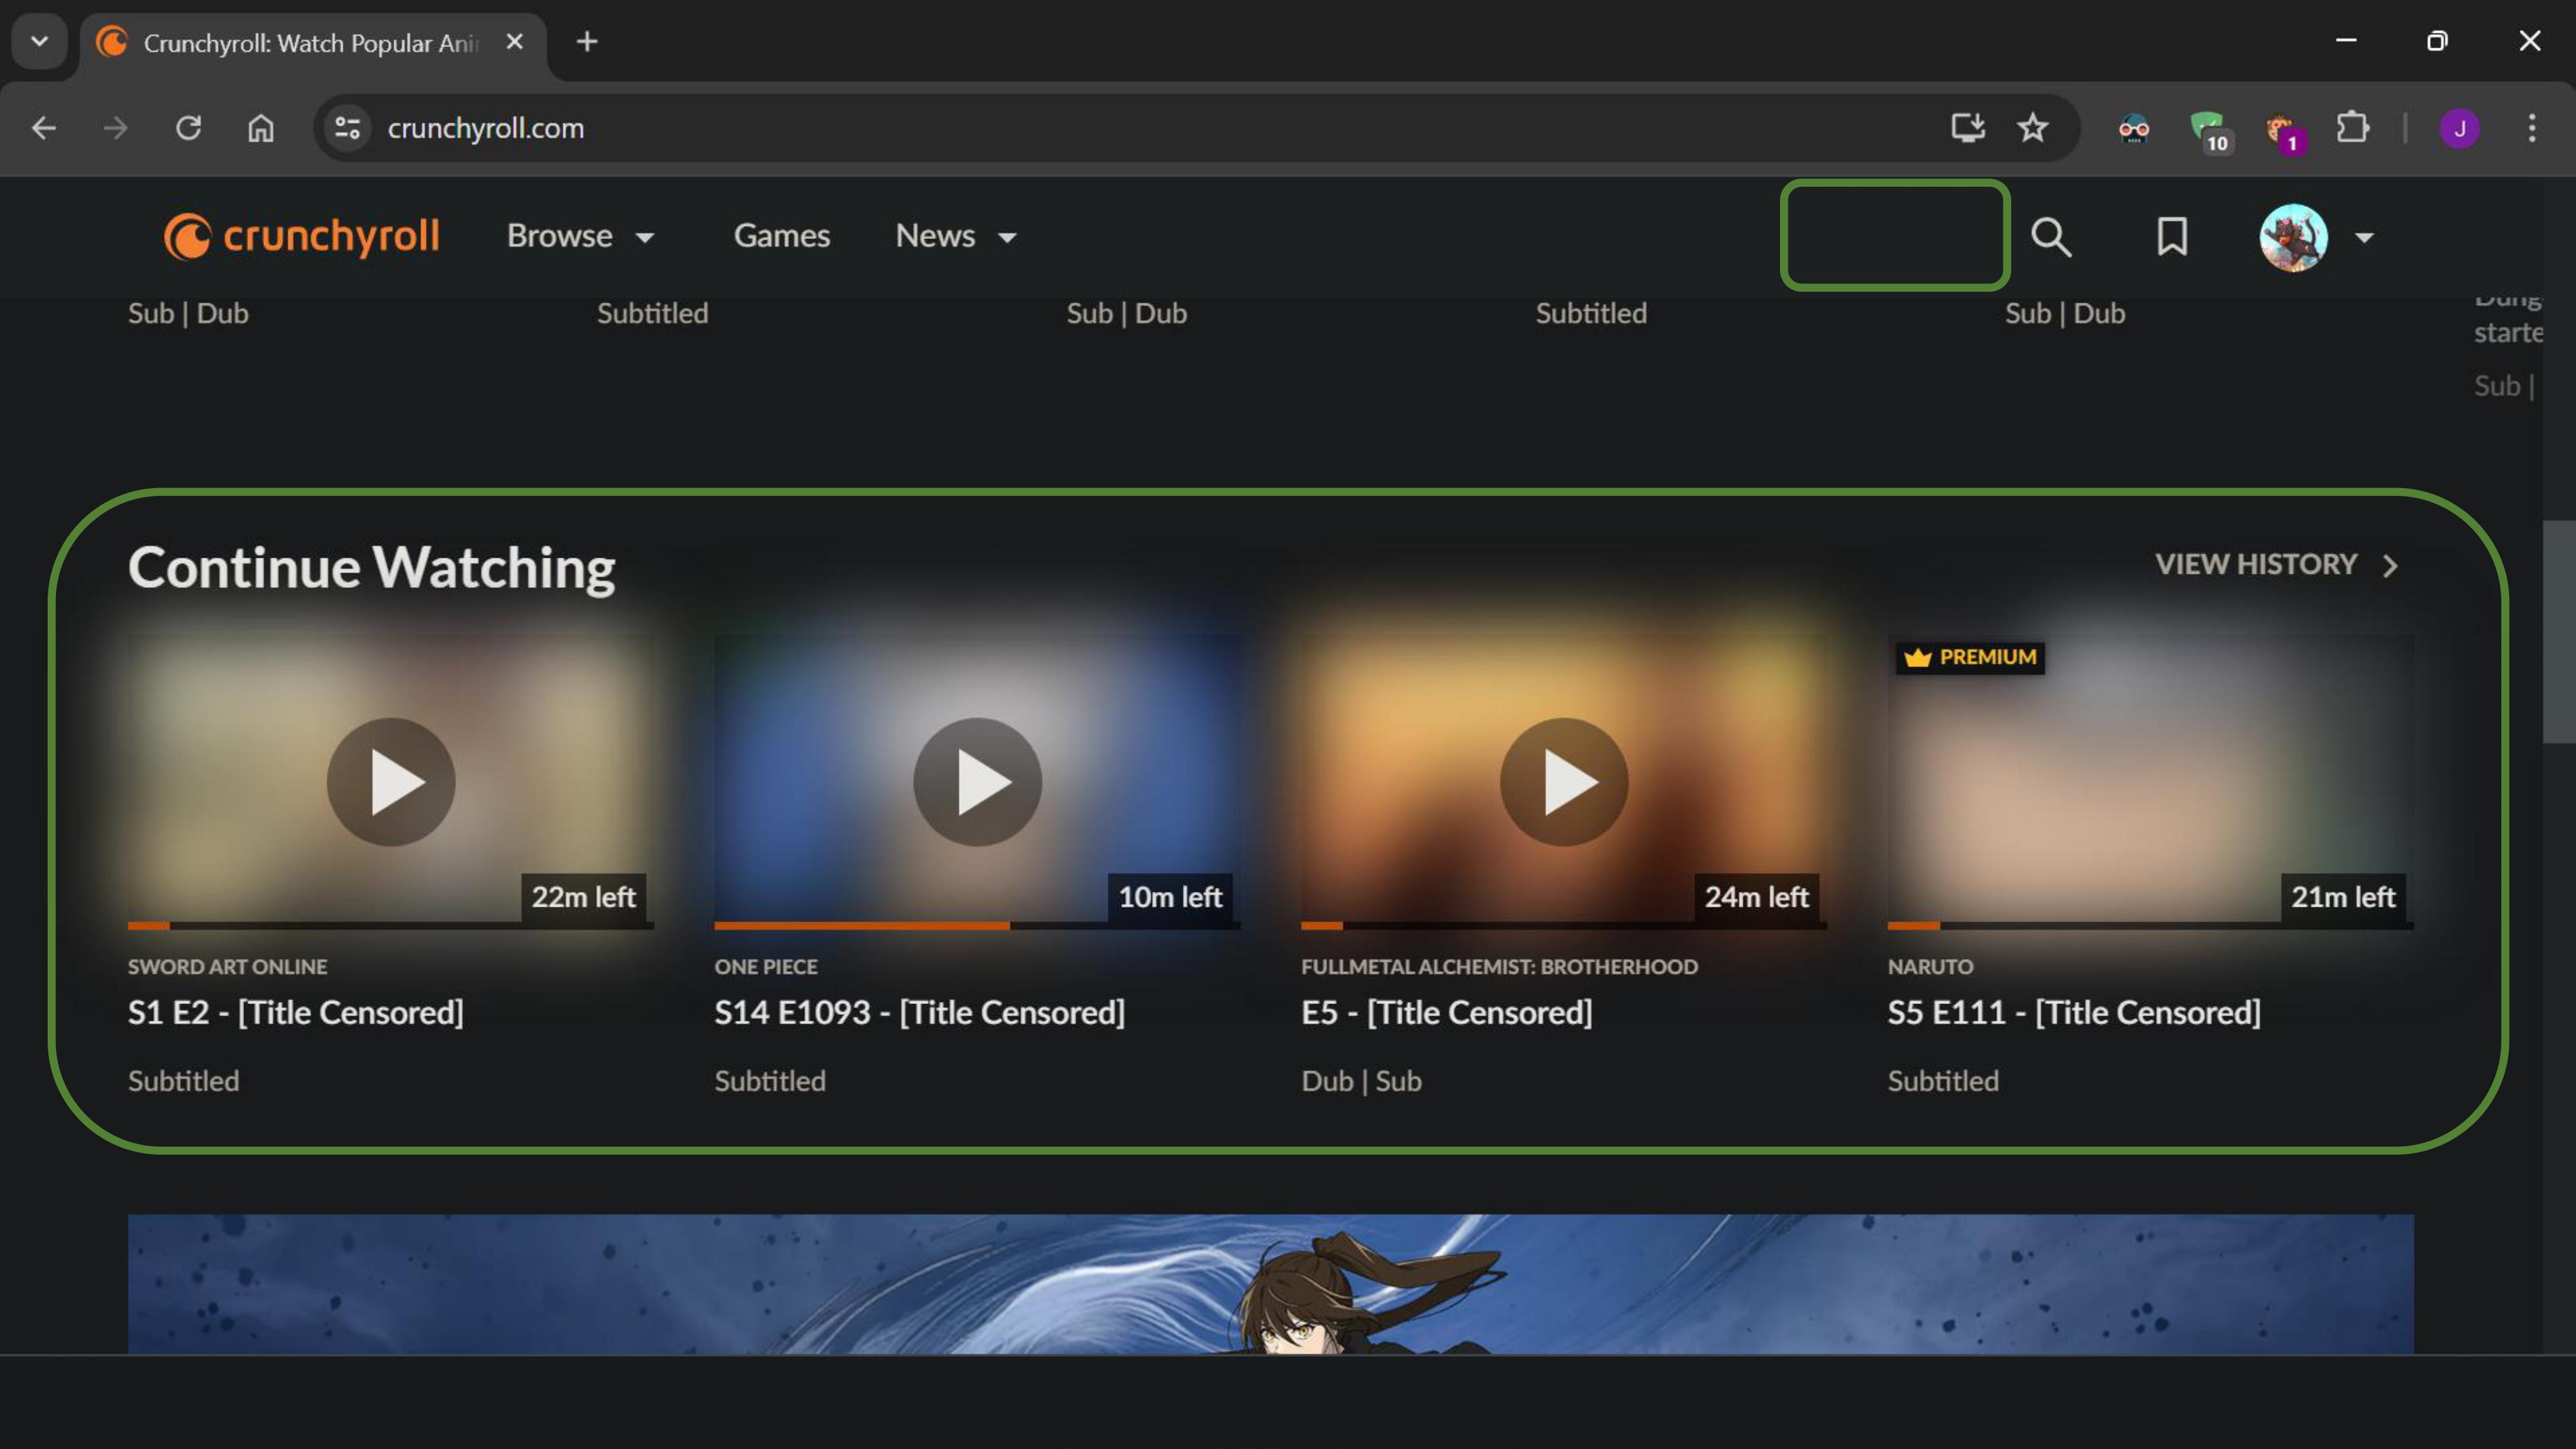 Crunchyroll: Watch Popular Ani
crunchyroll.com
10
1
J
crunchyroll
Browse
Games
News
Sub | Dub
Subtitled
Sub | Dub
Subtitled
Sub | Dub
Dung
starte
Sub |
Continue Watching
VIEW HISTORY
PREMIUM
22m left
10m left
24m left
21m left
SWORD ART ONLINE
ONE PIECE
FULLMETAL ALCHEMIST: BROTHERHOOD
NARUTO
S1 E2 - [Title Censored]
S14 E1093 - [Title Censored]
E5 - [Title Censored]
S5 E111 - [Title Censored]
Subtitled
Subtitled
Dub | Sub
Subtitled